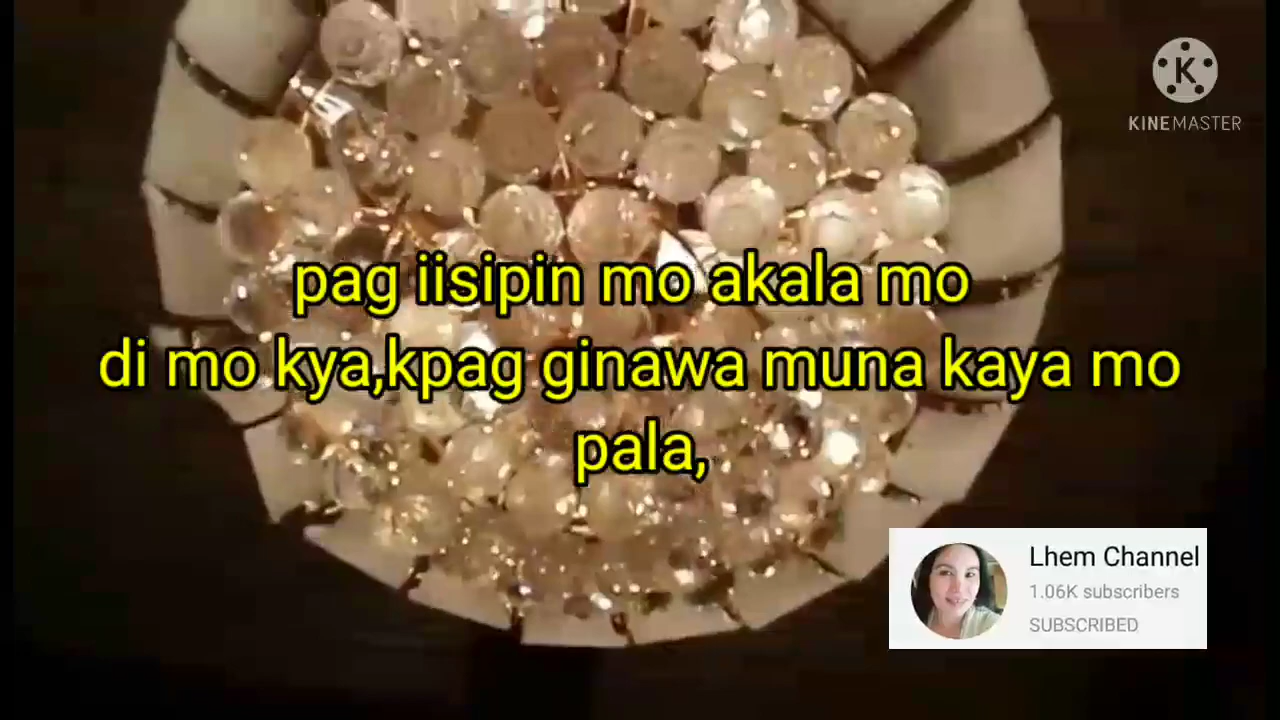 KINEMASTER
pag iisipin mo akala mo
di mo kya,kpag ginawa muna kaya mo
pala,
Lhem Channel
1.06K subscribers
SUBSCRIBED